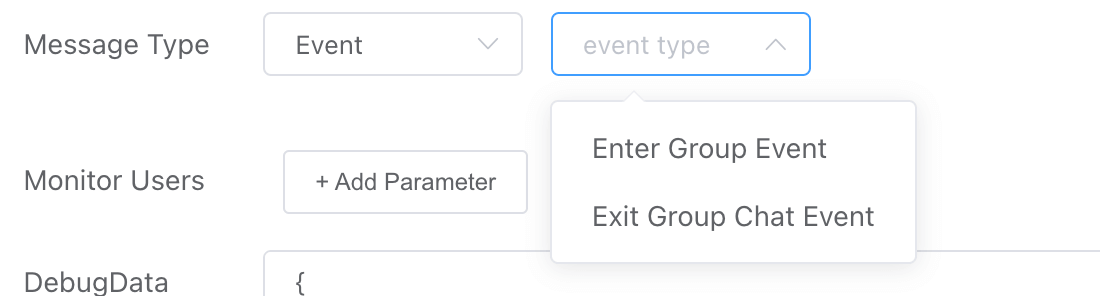 Message Type
Event
event type
Enter Group Event
Exit Group Chat Event
Monitor Users
+ Add Parameter
DebugData
{